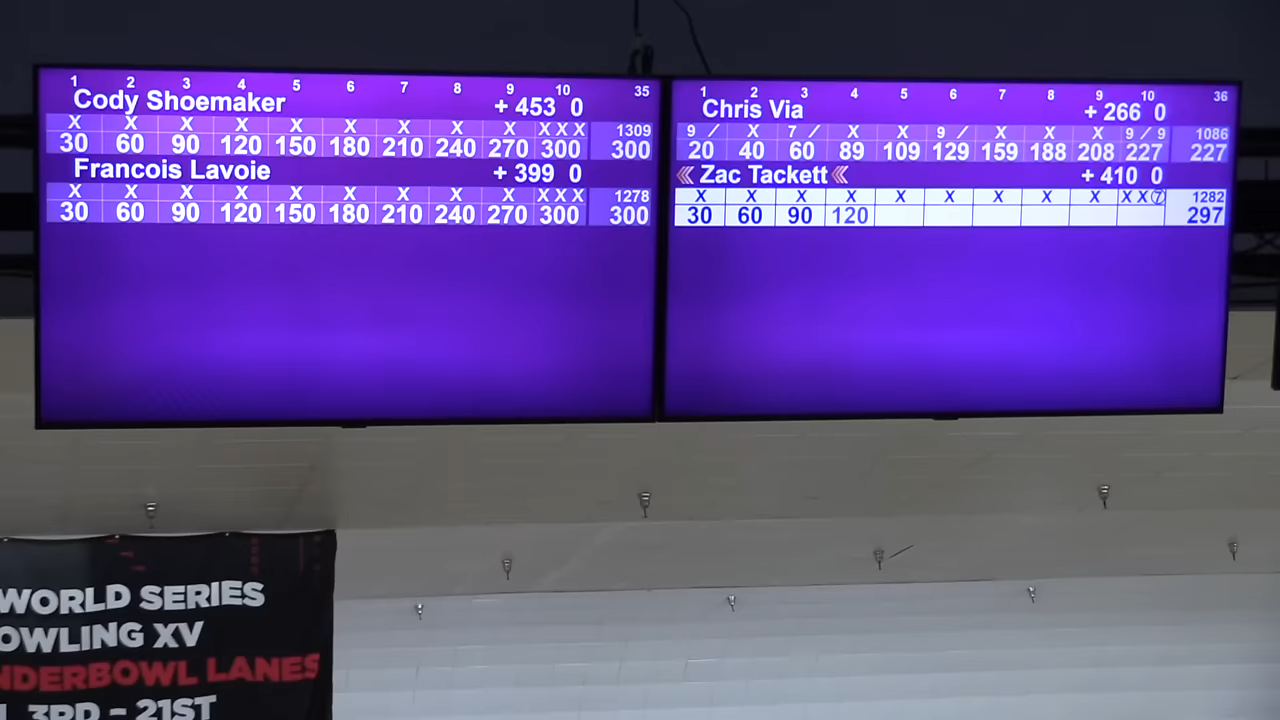 1 2 3 4 5 6 7 8 9 10 35
Cody Shoemaker + 453 0
X X X X X X X X X X X X 1309
30 60 90 120 150 180 210 240 270 300 300
Francois Lavoie + 399 0
X X X X X X X X X X X X 1278
30 60 90 120 150 180 210 240 270 300 300
1 2 3 4 5 6 7 8 9 10 36
Chris Via + 266 0
9 / X 7 / X X 9 / X X X 9 / 9 1086
20 40 60 89 109 129 159 188 208 227 227
« Zac Tackett « + 410 0
X X X X X X X X X X X ⑦ 1282
30 60 90 120 297
WORLD SERIES
OWLING XV
NDERBOWL LANES
3RD - 21ST